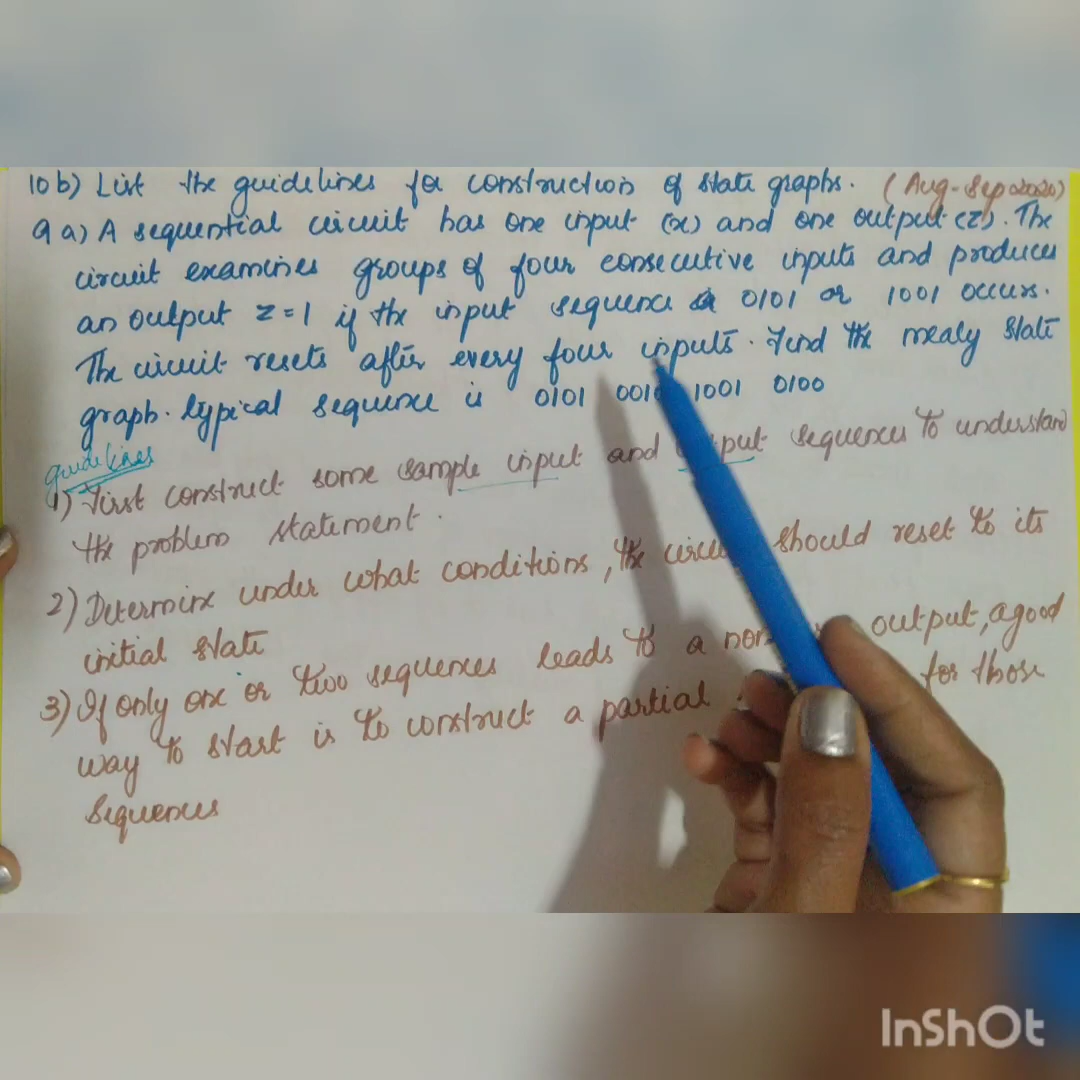 10 b) List the guidelines for construction of state graphs. (Aug-Sep 2020)
9 a) A sequential circuit has one input (x) and one output (z). The
circuit examines groups of four consecutive inputs and produces
an output z=1 if the input sequence 0101 or 1001 occurs.
The circuit resets after every four inputs. Find the mealy state
graph. Typical sequence is 0101 0010 1001 0100
guidelines
1) First construct some sample input and output sequences to understand
the problem statement.
2) Determine under what conditions, the should reset to its
initial state
3) If only one or two sequences leads to a output, a good
way to start is to construct a partial for those
sequences
InShOt